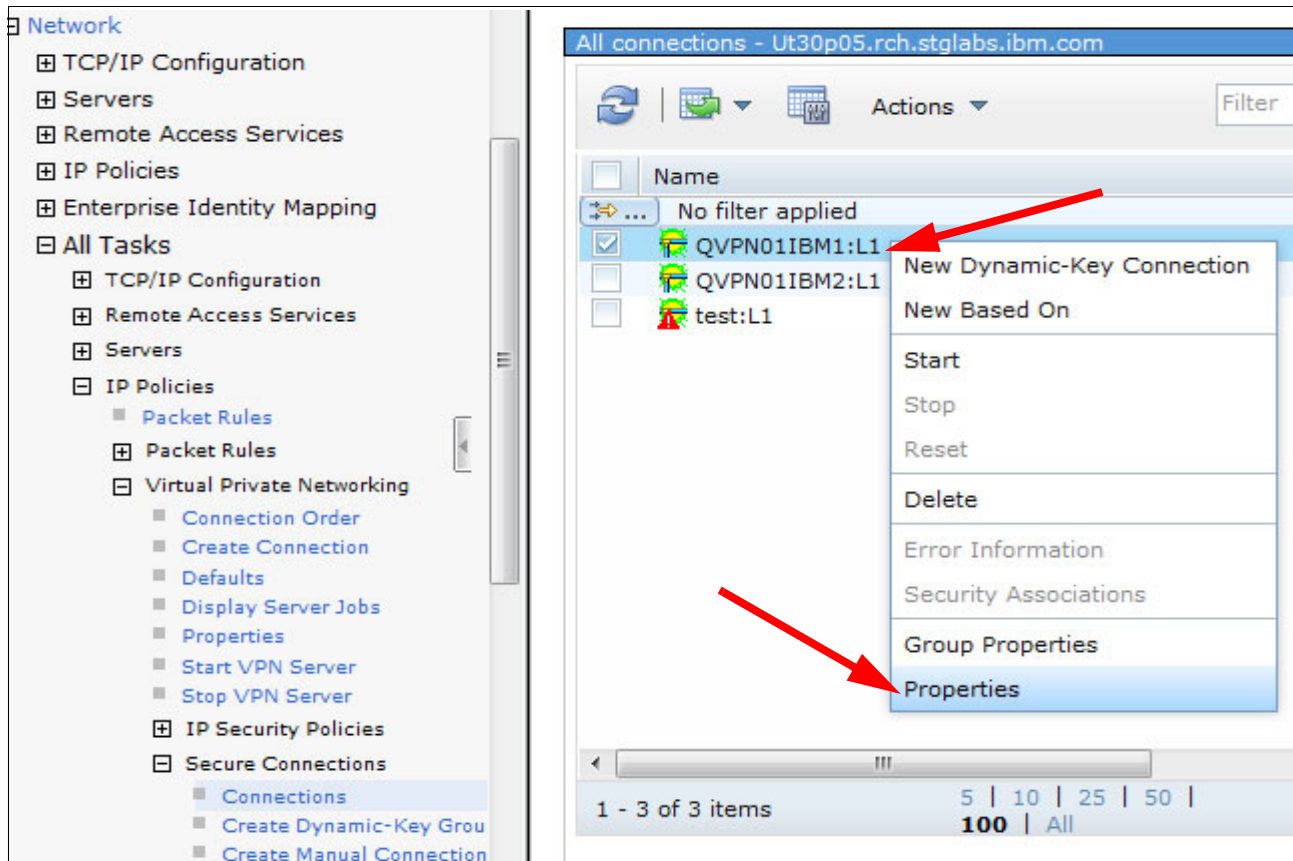 Network
TCP/IP Configuration
Servers
Remote Access Services
IP Policies
Enterprise Identity Mapping
All Tasks
TCP/IP Configuration
Remote Access Services
Servers
IP Policies
Packet Rules
Packet Rules
Virtual Private Networking
Connection Order
Create Connection
Defaults
Display Server Jobs
Properties
Start VPN Server
Stop VPN Server
IP Security Policies
Secure Connections
Connections
Create Dynamic-Key Grou
Create Manual Connection
All connections - Ut30p05.rch.stglabs.ibm.com
Actions
Filter
Name
... No filter applied
QVPN01IBM1:L1
QVPN01IBM2:L1
test:L1
New Dynamic-Key Connection
New Based On
Start
Stop
Reset
Delete
Error Information
Security Associations
Group Properties
Properties
1 - 3 of 3 items
5 | 10 | 25 | 50 |
100 | All